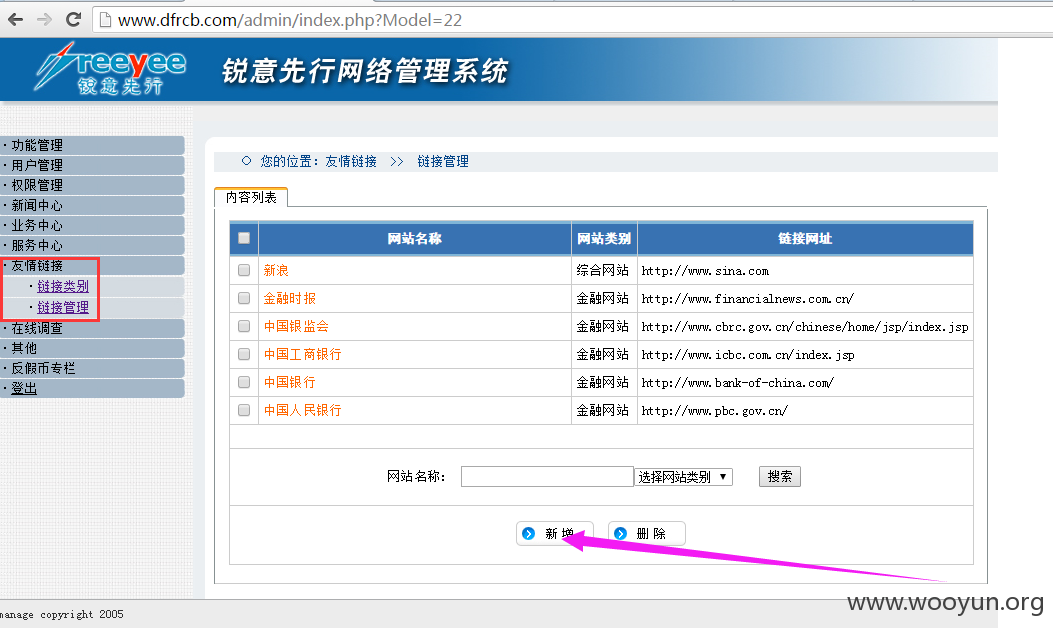 www.dfrcb.com/admin/index.php?Model=22
freeyee
锐意先行
锐意先行网络管理系统
·功能管理
·用户管理
·权限管理
·新闻中心
·业务中心
·服务中心
·友情链接
·链接类别
·链接管理
·在线调查
·其他
·反假币专栏
·登出
您的位置：友情链接 >> 链接管理
内容列表
网站名称 网站类别 链接网址
新浪 综合网站 http://www.sina.com
金融时报 金融网站 http://www.financialnews.com.cn/
中国银监会 金融网站 http://www.cbrc.gov.cn/chinese/home/jsp/index.jsp
中国工商银行 金融网站 http://www.icbc.com.cn/index.jsp
中国银行 金融网站 http://www.bank-of-china.com/
中国人民银行 金融网站 http://www.pbc.gov.cn/
网站名称： 选择网站类别 搜索
新 增 删 除
www.wooyun.org
manage copyright 2005